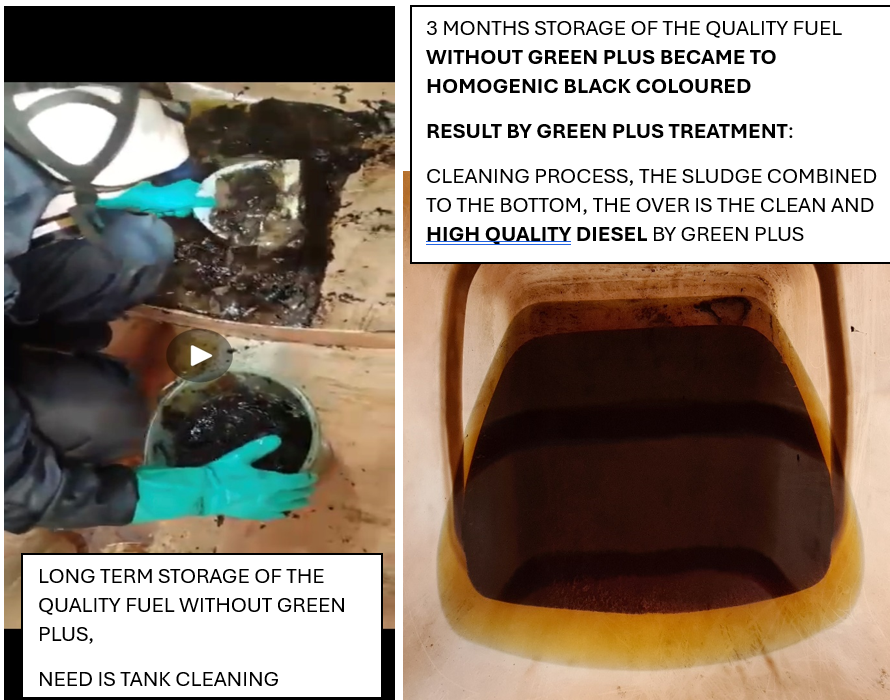 3 MONTHS STORAGE OF THE QUALITY FUEL
WITHOUT GREEN PLUS BECAME TO
HOMOGENIC BLACK COLOURED
RESULT BY GREEN PLUS TREATMENT:
CLEANING PROCESS, THE SLUDGE COMBINED
TO THE BOTTOM, THE OVER IS THE CLEAN AND
HIGH QUALITY DIESEL BY GREEN PLUS
LONG TERM STORAGE OF THE
QUALITY FUEL WITHOUT GREEN
PLUS,
NEED IS TANK CLEANING